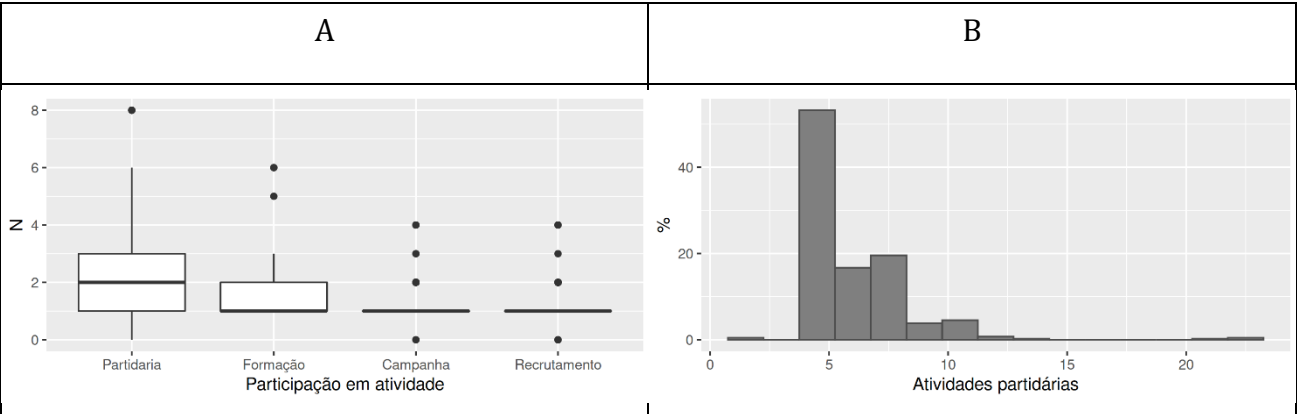 A
B
8
6
4
2
0
N
Partidaria Formação Campanha Recrutamento
Participação em atividade
40
20
0
%
0 5 10 15 20
Atividades partidárias